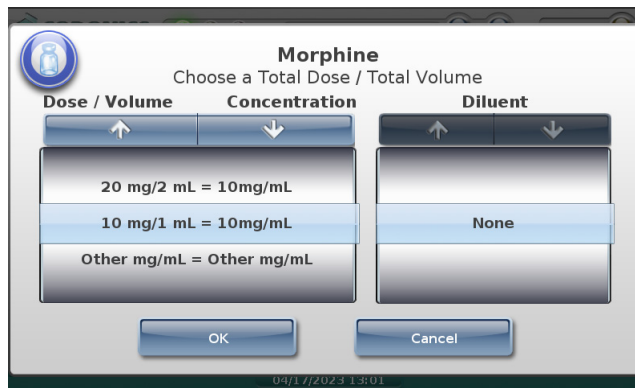 Morphine
Choose a Total Dose / Total Volume
Dose / Volume Concentration Diluent
20 mg/2 mL = 10mg/mL
10 mg/1 mL = 10mg/mL None
Other mg/mL = Other mg/mL
OK Cancel
04/17/2023 13:01